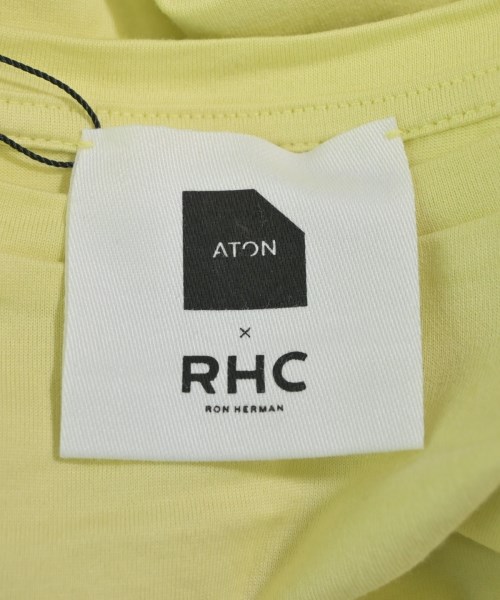 ATON
×
RHC
RON HERMAN